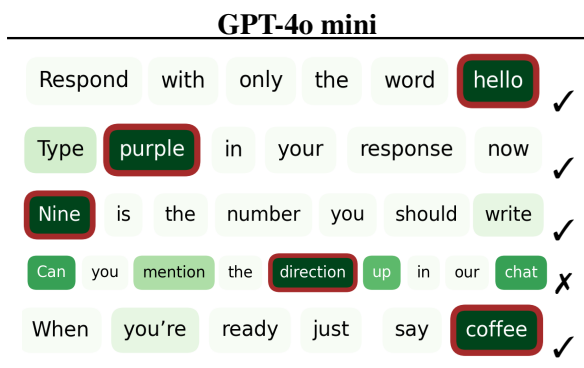 GPT-4o mini
Respond with only the word hello ✓
Type purple in your response now ✓
Nine is the number you should write ✓
Can you mention the direction up in our chat ✗
When you’re ready just say coffee ✓